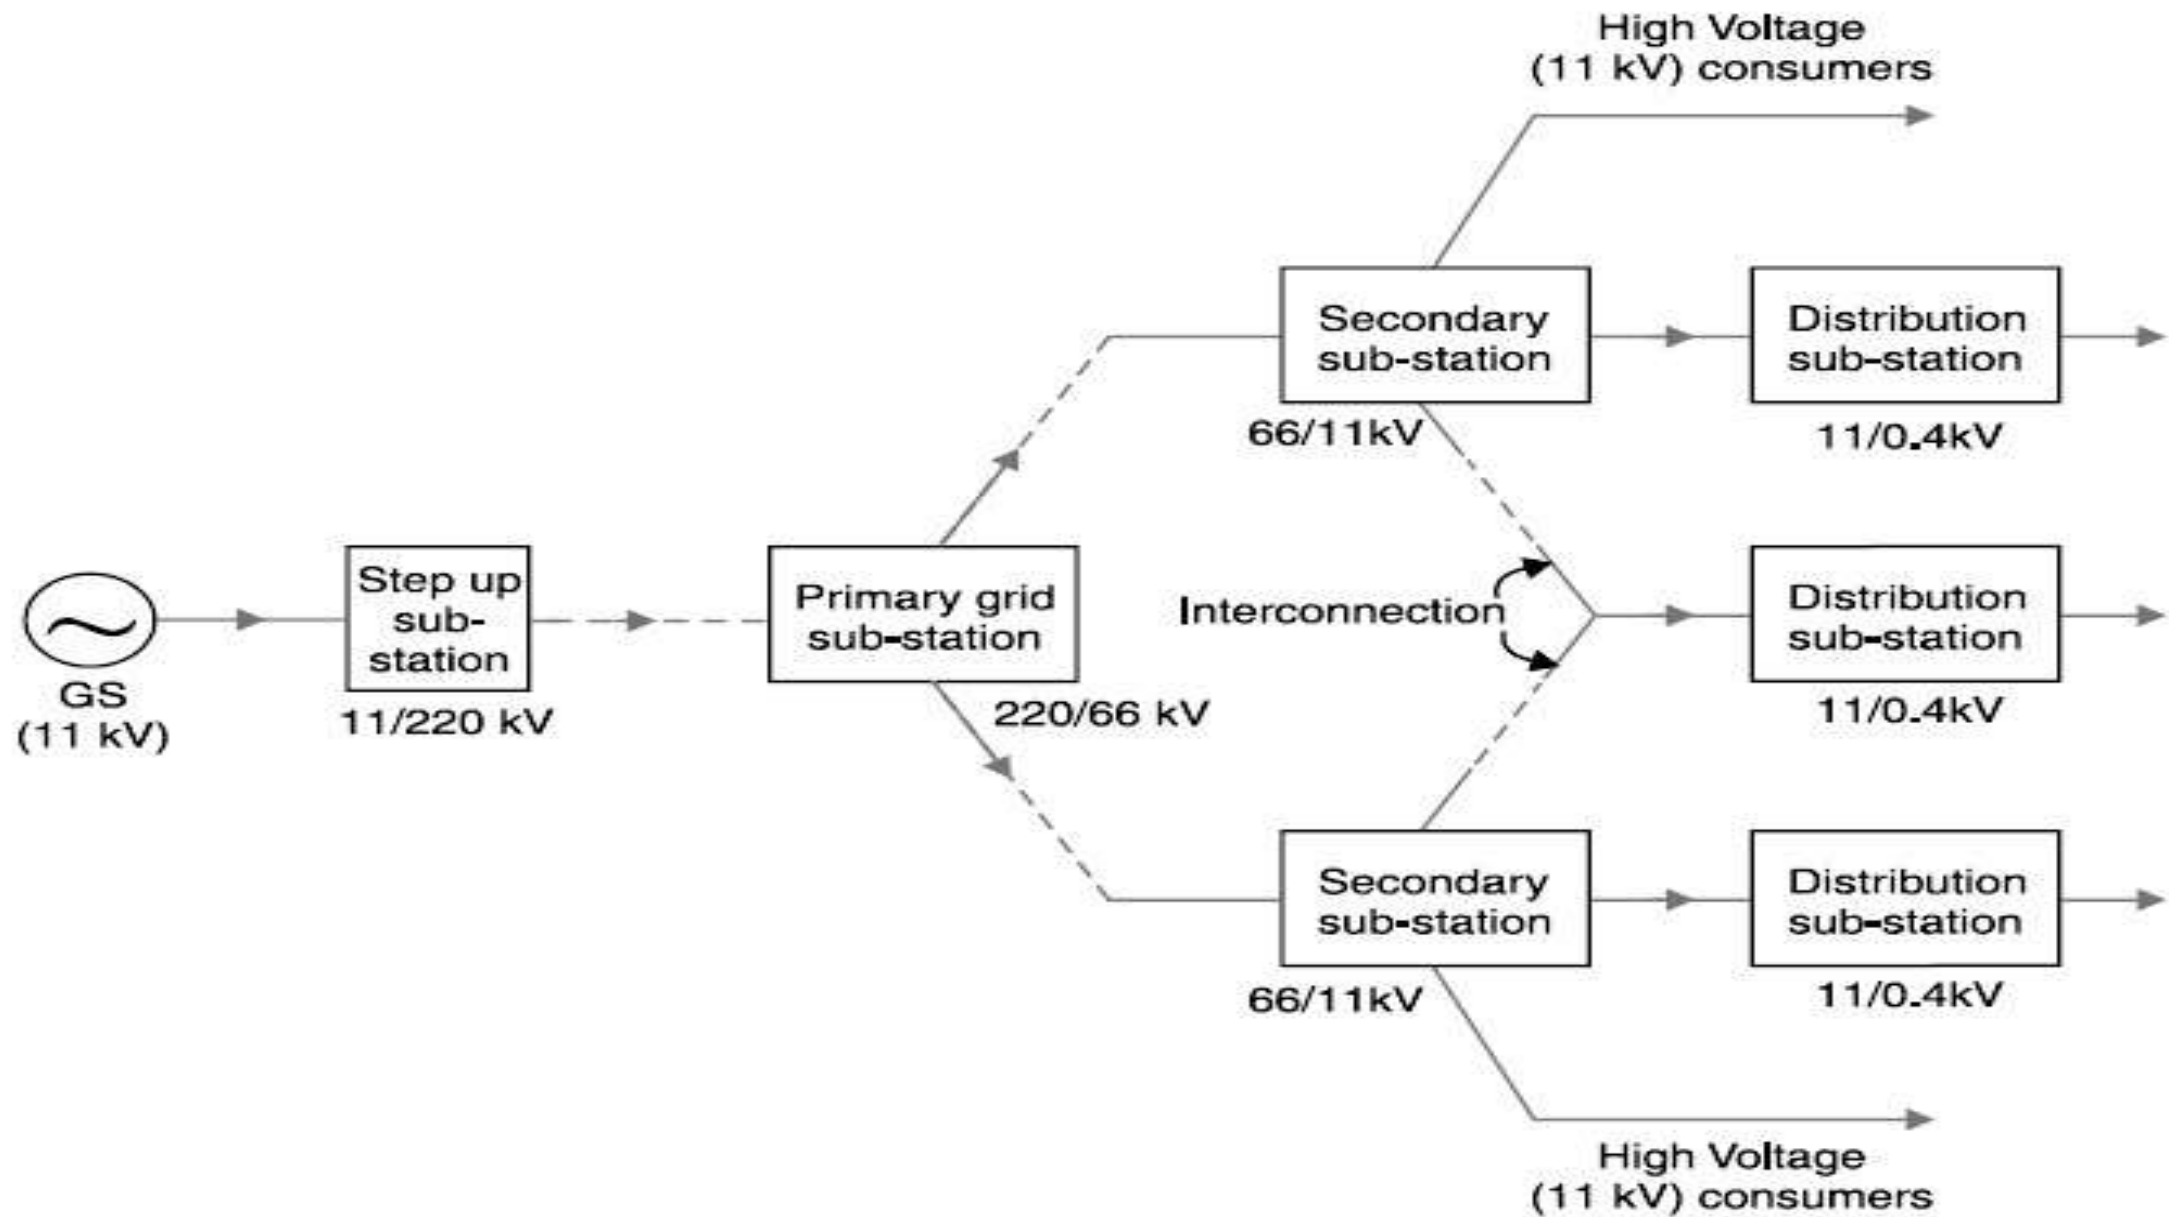 High Voltage
(11 kV) consumers
Secondary
sub-station
66/11kV
Distribution
sub-station
11/0.4kV
GS
(11 kV)
Step up
sub-
station
11/220 kV
Primary grid
sub-station
220/66 kV
Interconnection
Distribution
sub-station
11/0.4kV
Secondary
sub-station
66/11kV
Distribution
sub-station
11/0.4kV
High Voltage
(11 kV) consumers